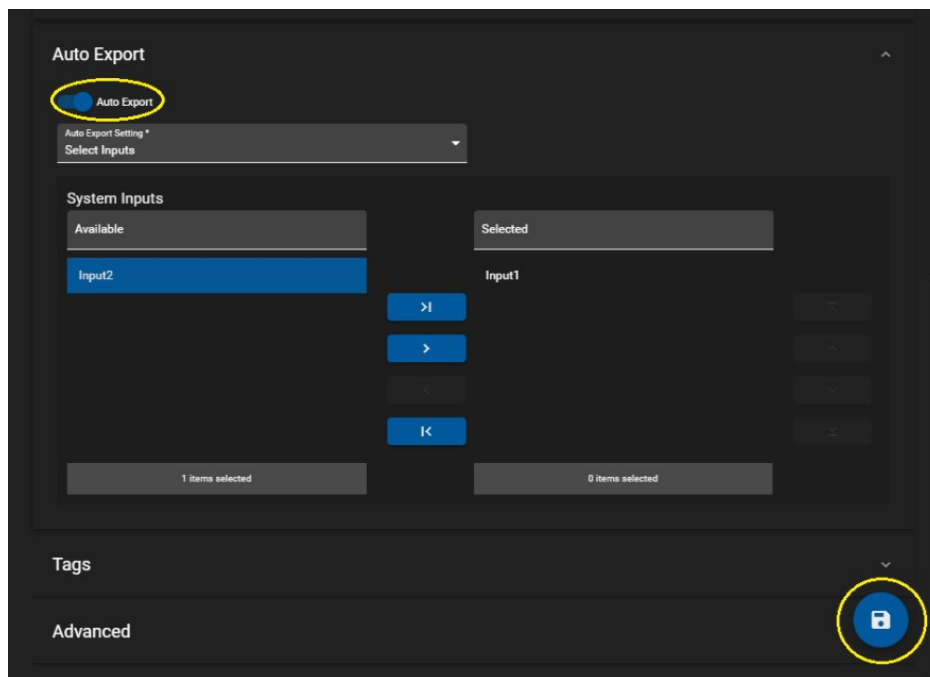 Auto Export
Auto Export
Auto Export Setting *
Select Inputs
System Inputs
Available
Selected
Input2
Input1
1 items selected
0 items selected
Tags
Advanced